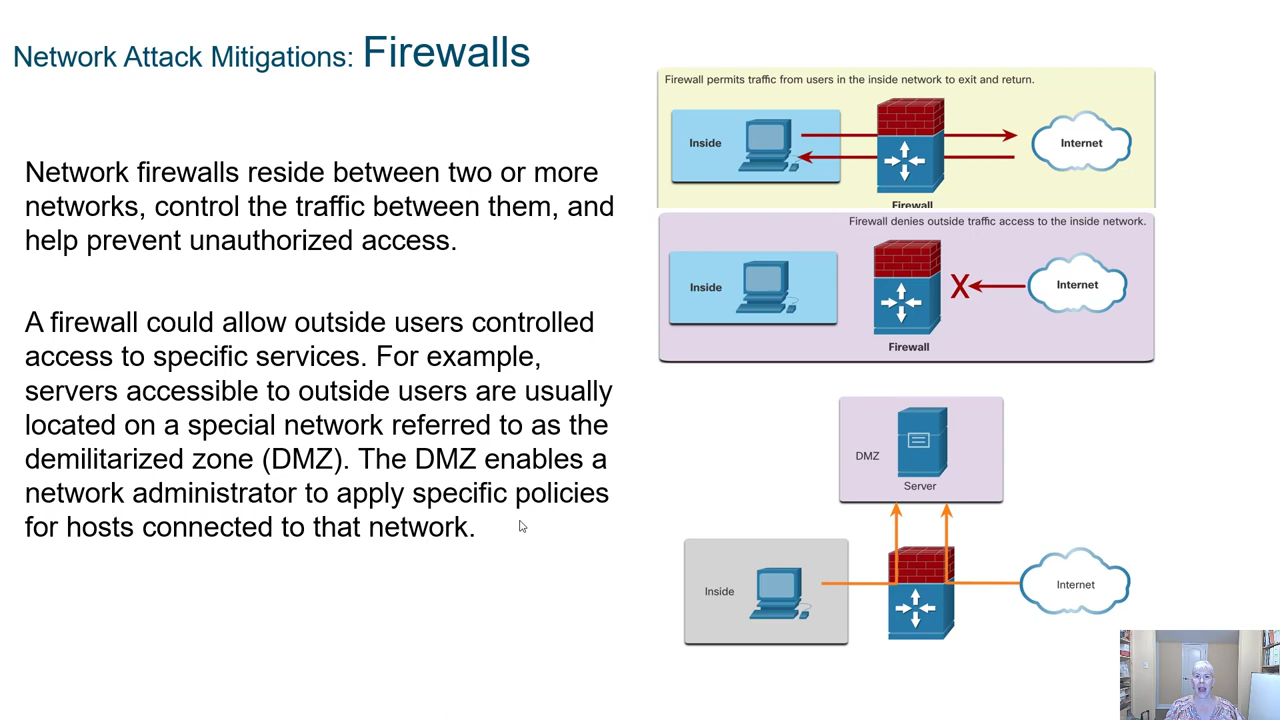 Network Attack Mitigations: Firewalls
Network firewalls reside between two or more
networks, control the traffic between them, and
help prevent unauthorized access.
A firewall could allow outside users controlled
access to specific services. For example,
servers accessible to outside users are usually
located on a special network referred to as the
demilitarized zone (DMZ). The DMZ enables a
network administrator to apply specific policies
for hosts connected to that network.
Firewall permits traffic from users in the inside network to exit and return.
Inside
Internet
Firewall
Firewall denies outside traffic access to the inside network.
Inside
X
Internet
Firewall
DMZ
Server
Inside
Internet